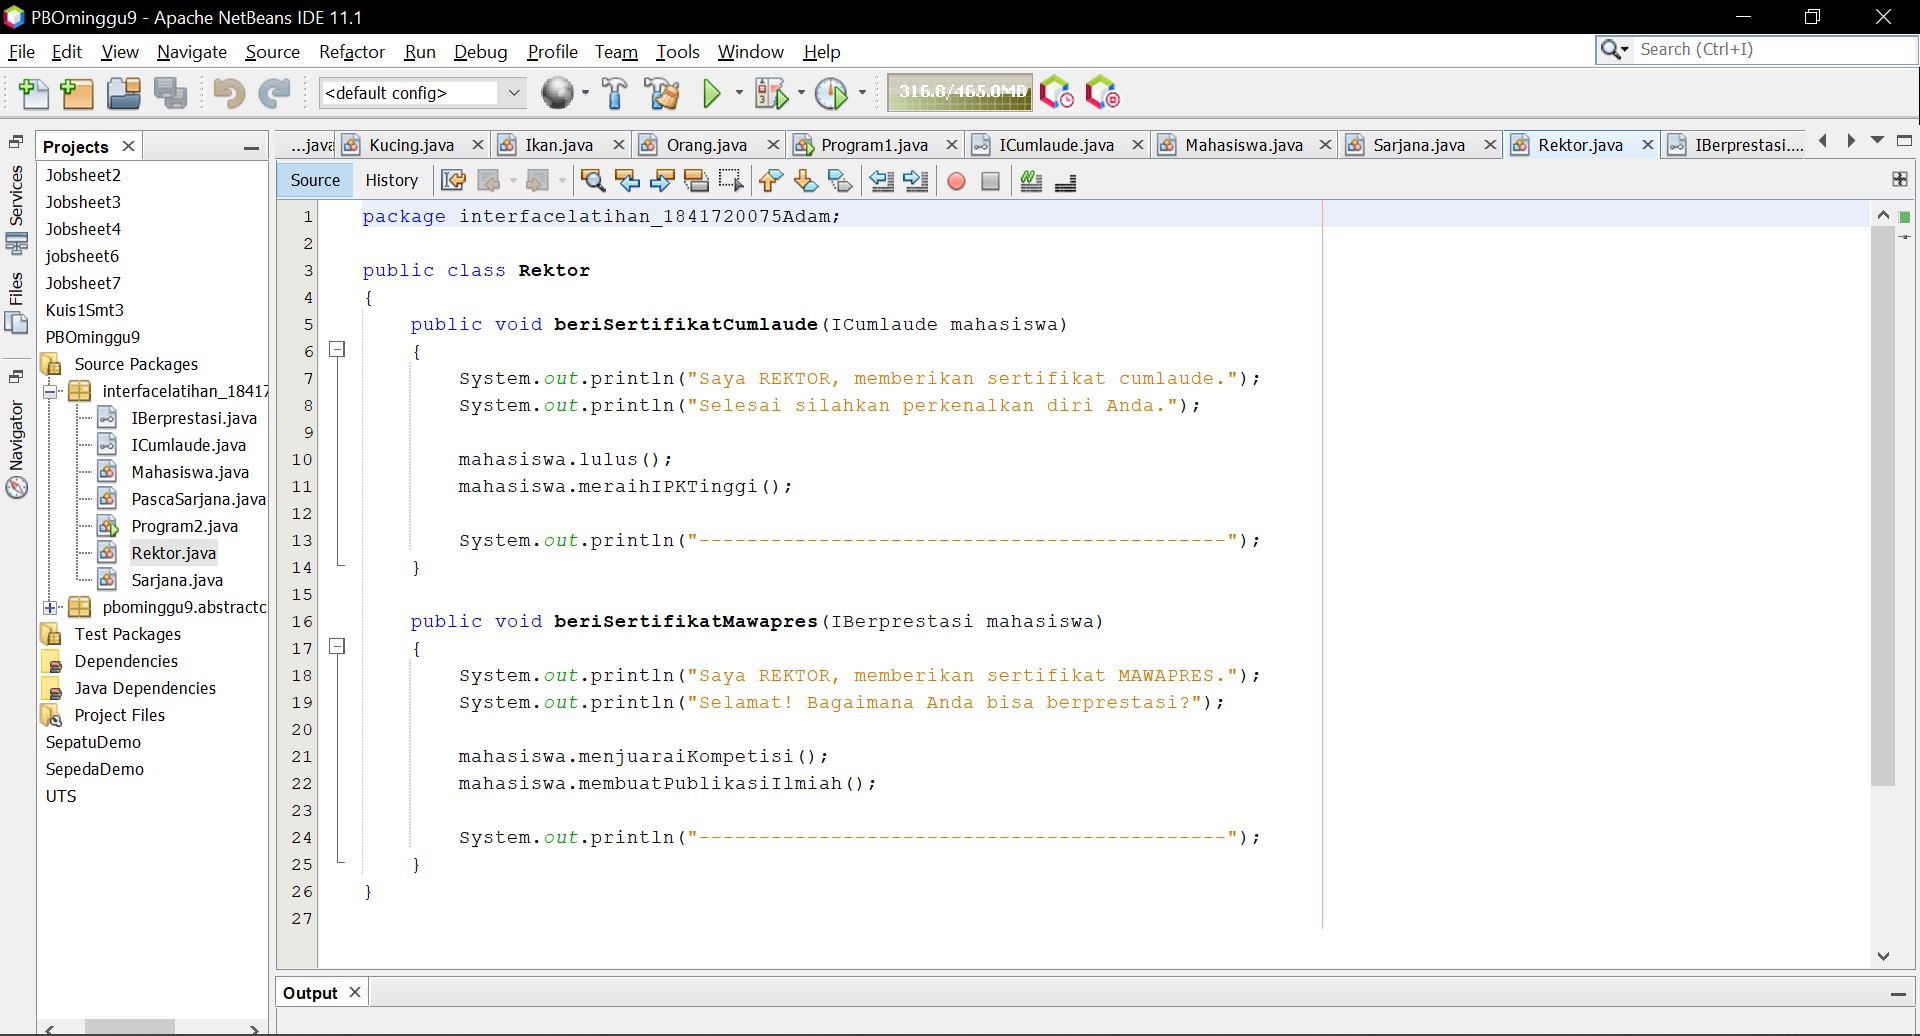 PBOminggu9 - Apache NetBeans IDE 11.1
File Edit View Navigate Source Refactor Run Debug Profile Team Tools Window Help
Search (Ctrl+I)
<default config>
316.8/465.0MB
Projects
...java Kucing.java Ikan.java Orang.java Program1.java ICumlaude.java Mahasiswa.java Sarjana.java Rektor.java IBerprestasi....
Source History
Services
Files
Navigator
Jobsheet2
Jobsheet3
Jobsheet4
jobsheet6
Jobsheet7
Kuis1Smt3
PBOminggu9
Source Packages
interfacelatihan_18417
IBerprestasi.java
ICumlaude.java
Mahasiswa.java
PascaSarjana.java
Program2.java
Rektor.java
Sarjana.java
pbominggu9.abstractc
Test Packages
Dependencies
Java Dependencies
Project Files
SepatuDemo
SepedaDemo
UTS
1 package interfacelatihan_1841720075Adam;
2
3 public class Rektor
4 {
5 public void beriSertifikatCumlaude(ICumlaude mahasiswa)
6 {
7 System.out.println("Saya REKTOR, memberikan sertifikat cumlaude.");
8 System.out.println("Selesai silahkan perkenalkan diri Anda.");
9
10 mahasiswa.lulus();
11 mahasiswa.meraihIPKTinggi();
12
13 System.out.println("--------------------------------------------");
14 }
15
16 public void beriSertifikatMawapres(IBerprestasi mahasiswa)
17 {
18 System.out.println("Saya REKTOR, memberikan sertifikat MAWAPRES.");
19 System.out.println("Selamat! Bagaimana Anda bisa berprestasi?");
20
21 mahasiswa.menjuaraiKompetisi();
22 mahasiswa.membuatPublikasiIlmiah();
23
24 System.out.println("--------------------------------------------");
25 }
26 }
27
Output